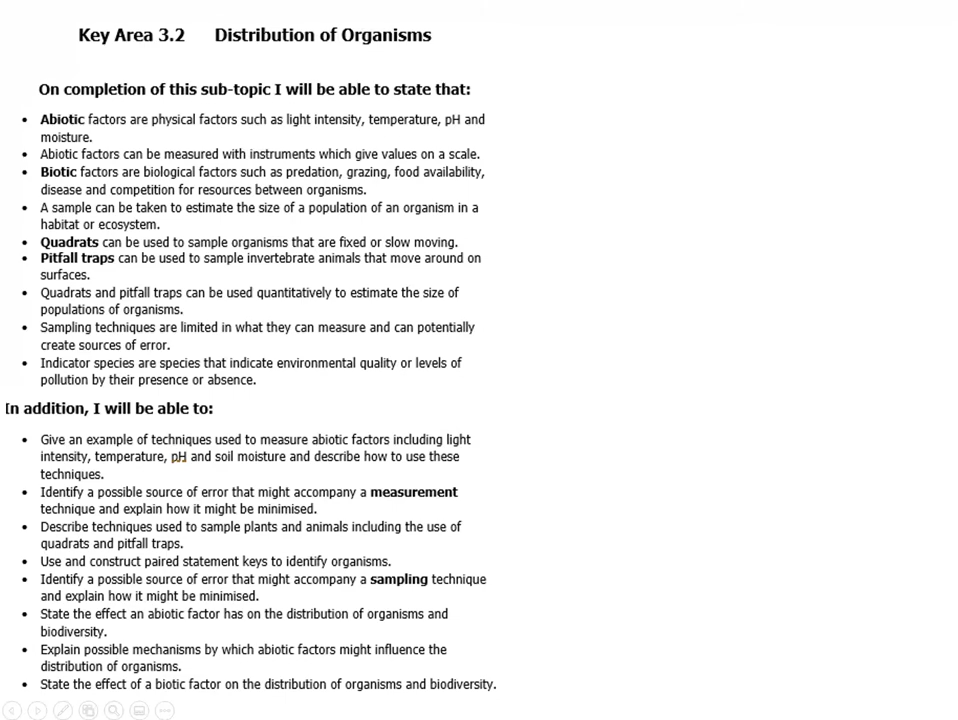 Key Area 3.2 Distribution of Organisms
On completion of this sub-topic I will be able to state that:
• Abiotic factors are physical factors such as light intensity, temperature, pH and
moisture.
• Abiotic factors can be measured with instruments which give values on a scale.
• Biotic factors are biological factors such as predation, grazing, food availability,
disease and competition for resources between organisms.
• A sample can be taken to estimate the size of a population of an organism in a
habitat or ecosystem.
• Quadrats can be used to sample organisms that are fixed or slow moving.
• Pitfall traps can be used to sample invertebrate animals that move around on
surfaces.
• Quadrats and pitfall traps can be used quantitatively to estimate the size of
populations of organisms.
• Sampling techniques are limited in what they can measure and can potentially
create sources of error.
• Indicator species are species that indicate environmental quality or levels of
pollution by their presence or absence.
In addition, I will be able to:
• Give an example of techniques used to measure abiotic factors including light
intensity, temperature, pH and soil moisture and describe how to use these
techniques.
• Identify a possible source of error that might accompany a measurement
technique and explain how it might be minimised.
• Describe techniques used to sample plants and animals including the use of
quadrats and pitfall traps.
• Use and construct paired statement keys to identify organisms.
• Identify a possible source of error that might accompany a sampling technique
and explain how it might be minimised.
• State the effect an abiotic factor has on the distribution of organisms and
biodiversity.
• Explain possible mechanisms by which abiotic factors might influence the
distribution of organisms.
• State the effect of a biotic factor on the distribution of organisms and biodiversity.